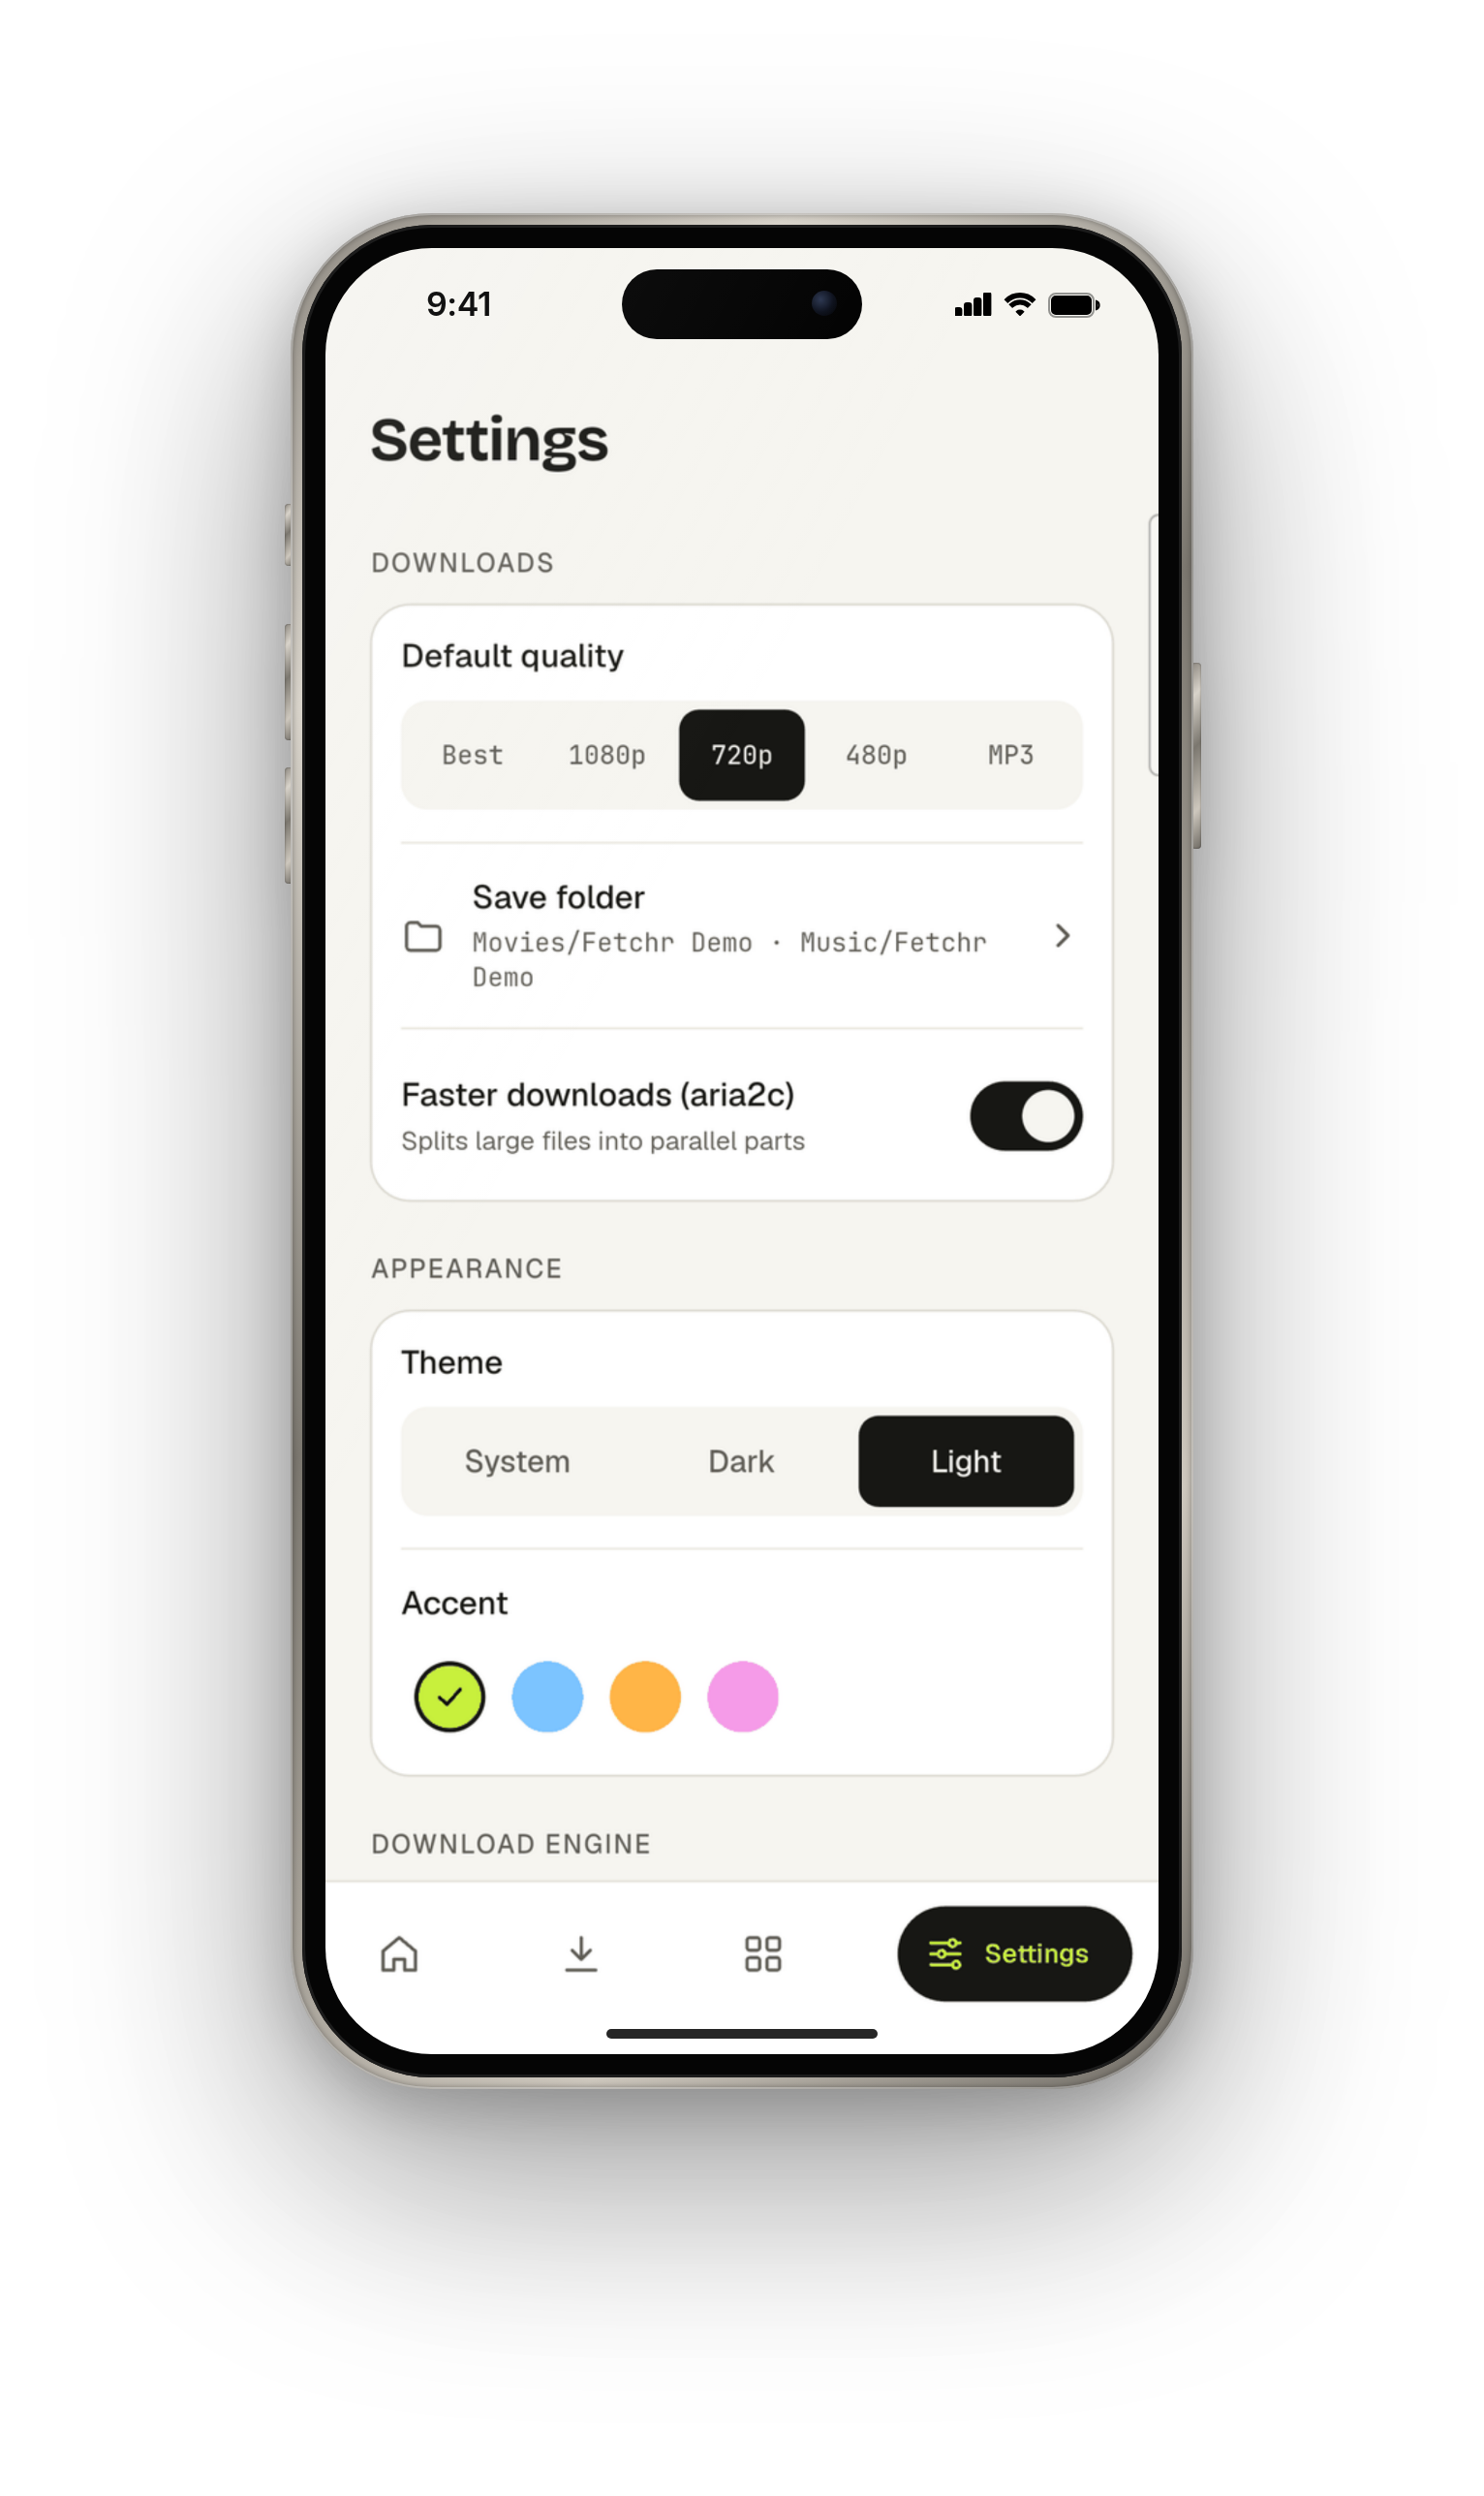 9:41
Settings
DOWNLOADS
Default quality
Best 1080p 720p 480p MP3
Save folder
Movies/Fetchr Demo · Music/Fetchr
Demo
Faster downloads (aria2c)
Splits large files into parallel parts
APPEARANCE
Theme
System Dark Light
Accent
DOWNLOAD ENGINE
Settings